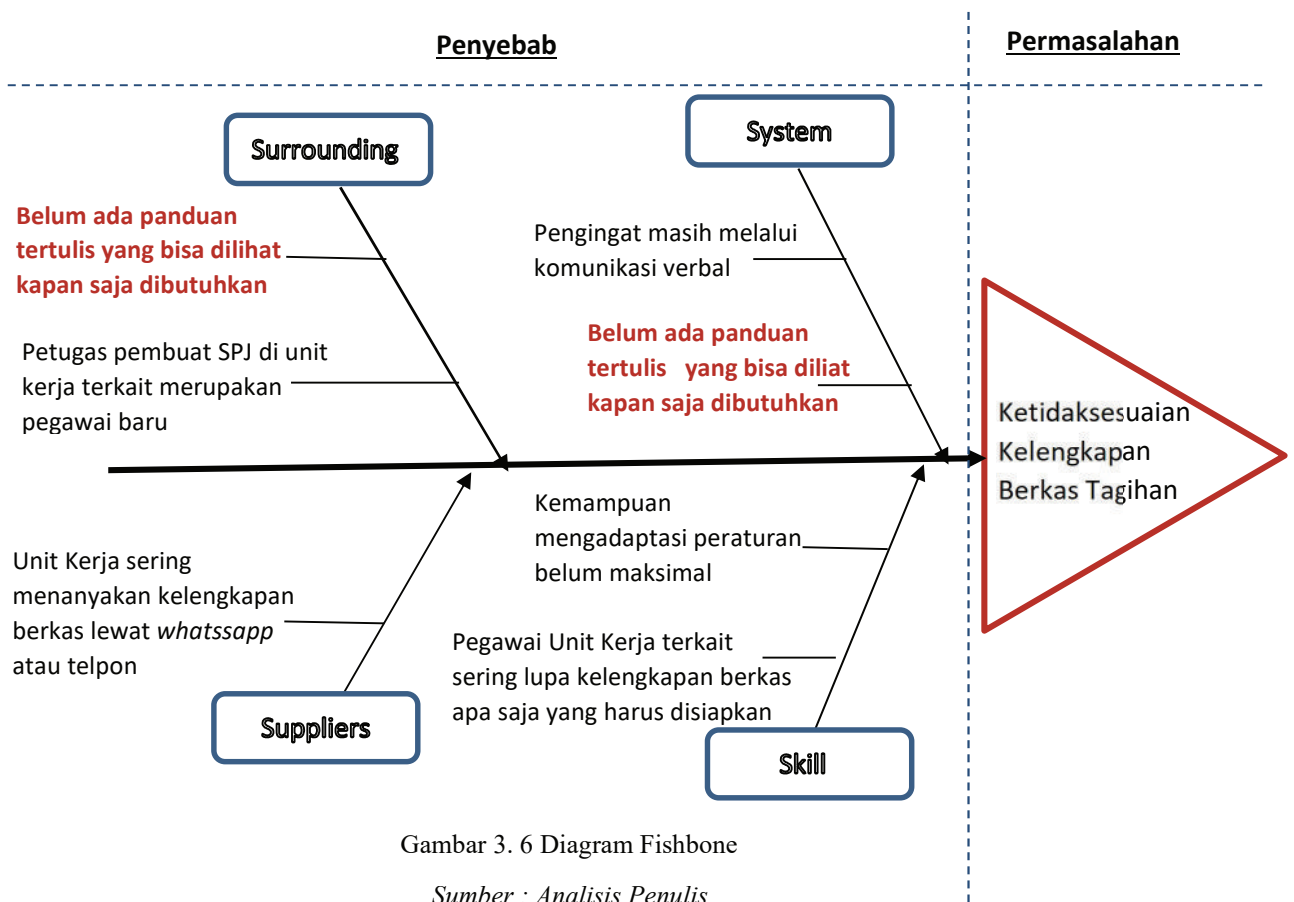 Penyebab
Permasalahan
Surrounding
System
Belum ada panduan
tertulis yang bisa dilihat
kapan saja dibutuhkan
Pengingat masih melalui
komunikasi verbal
Petugas pembuat SPJ di unit
kerja terkait merupakan
pegawai baru
Belum ada panduan
tertulis yang bisa diliat
kapan saja dibutuhkan
Ketidaksesuaian
Kelengkapan
Berkas Tagihan
Unit Kerja sering
menanyakan kelengkapan
berkas lewat whatssapp
atau telpon
Kemampuan
mengadaptasi peraturan
belum maksimal
Pegawai Unit Kerja terkait
sering lupa kelengkapan berkas
apa saja yang harus disiapkan
Suppliers
Skill
Gambar 3. 6 Diagram Fishbone
Sumber : Analisis Penulis